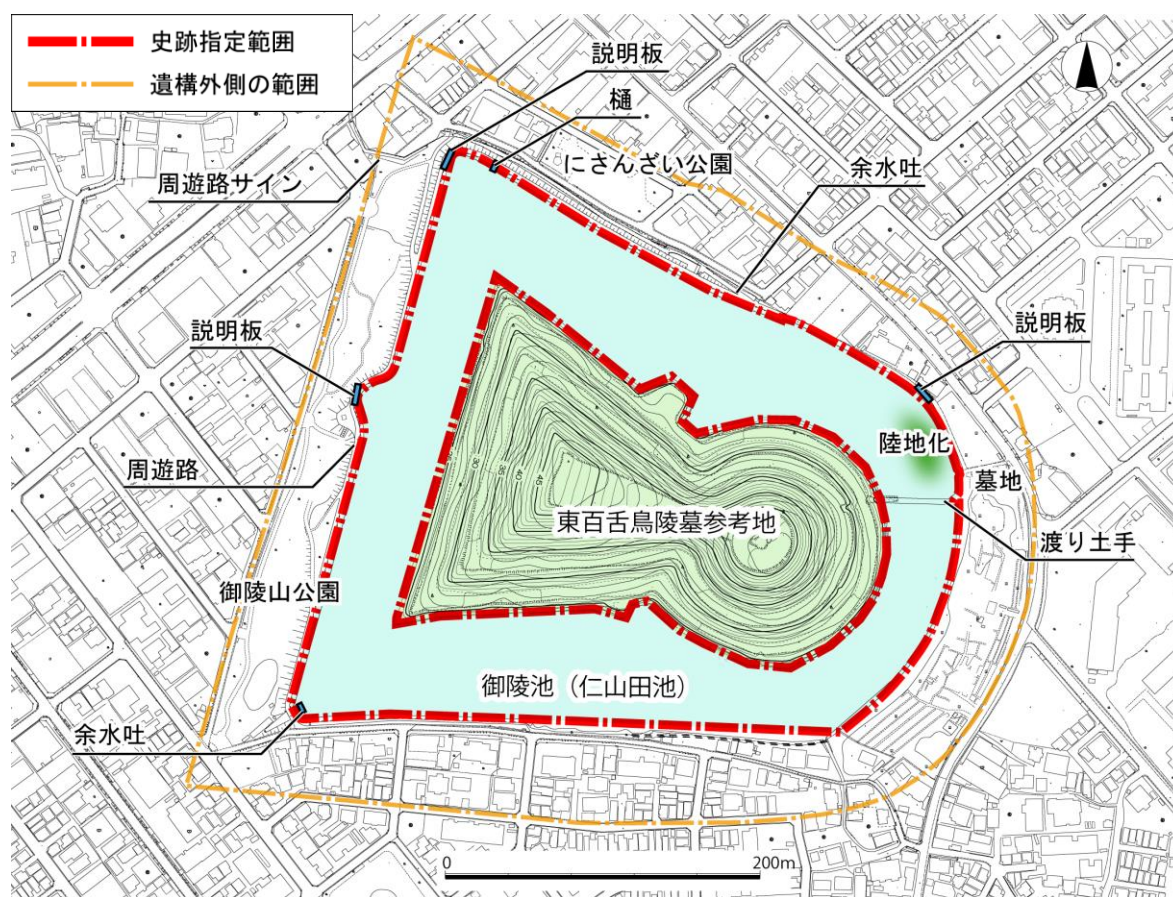 史跡指定範囲
遺構外側の範囲
説明板
樋
にさんざい公園
余水吐
周遊路サイン
説明板
説明板
陸地化
墓地
周遊路
東百舌鳥陵墓参考地
渡り土手
御陵山公園
御陵池（仁山田池）
余水吐
0
200m